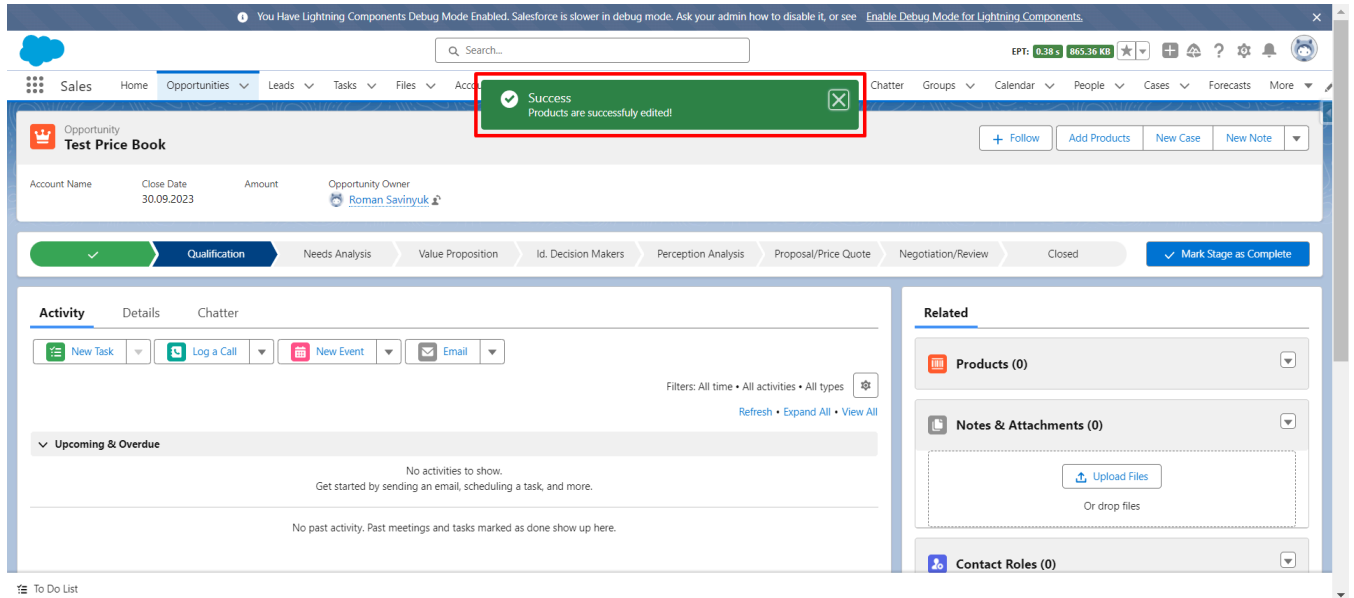 You Have Lightning Components Debug Mode Enabled. Salesforce is slower in debug mode. Ask your admin how to disable it, or see Enable Debug Mode for Lightning Components.
Search...
EPT: 0.38 s 865.36 KB
Sales Home Opportunities Leads Tasks Files Chatter Groups Calendar People Cases Forecasts More
Success
Products are successfuly edited!
Opportunity
Test Price Book
+ Follow Add Products New Case New Note
Account Name Close Date Amount Opportunity Owner
30.09.2023 Roman Savinyuk
Qualification Needs Analysis Value Proposition Id. Decision Makers Perception Analysis Proposal/Price Quote Negotiation/Review Closed Mark Stage as Complete
Activity Details Chatter
New Task Log a Call New Event Email
Filters: All time • All activities • All types
Refresh • Expand All • View All
Upcoming & Overdue
No activities to show.
Get started by sending an email, scheduling a task, and more.
No past activity. Past meetings and tasks marked as done show up here.
Related
Products (0)
Notes & Attachments (0)
Upload Files
Or drop files
Contact Roles (0)
To Do List